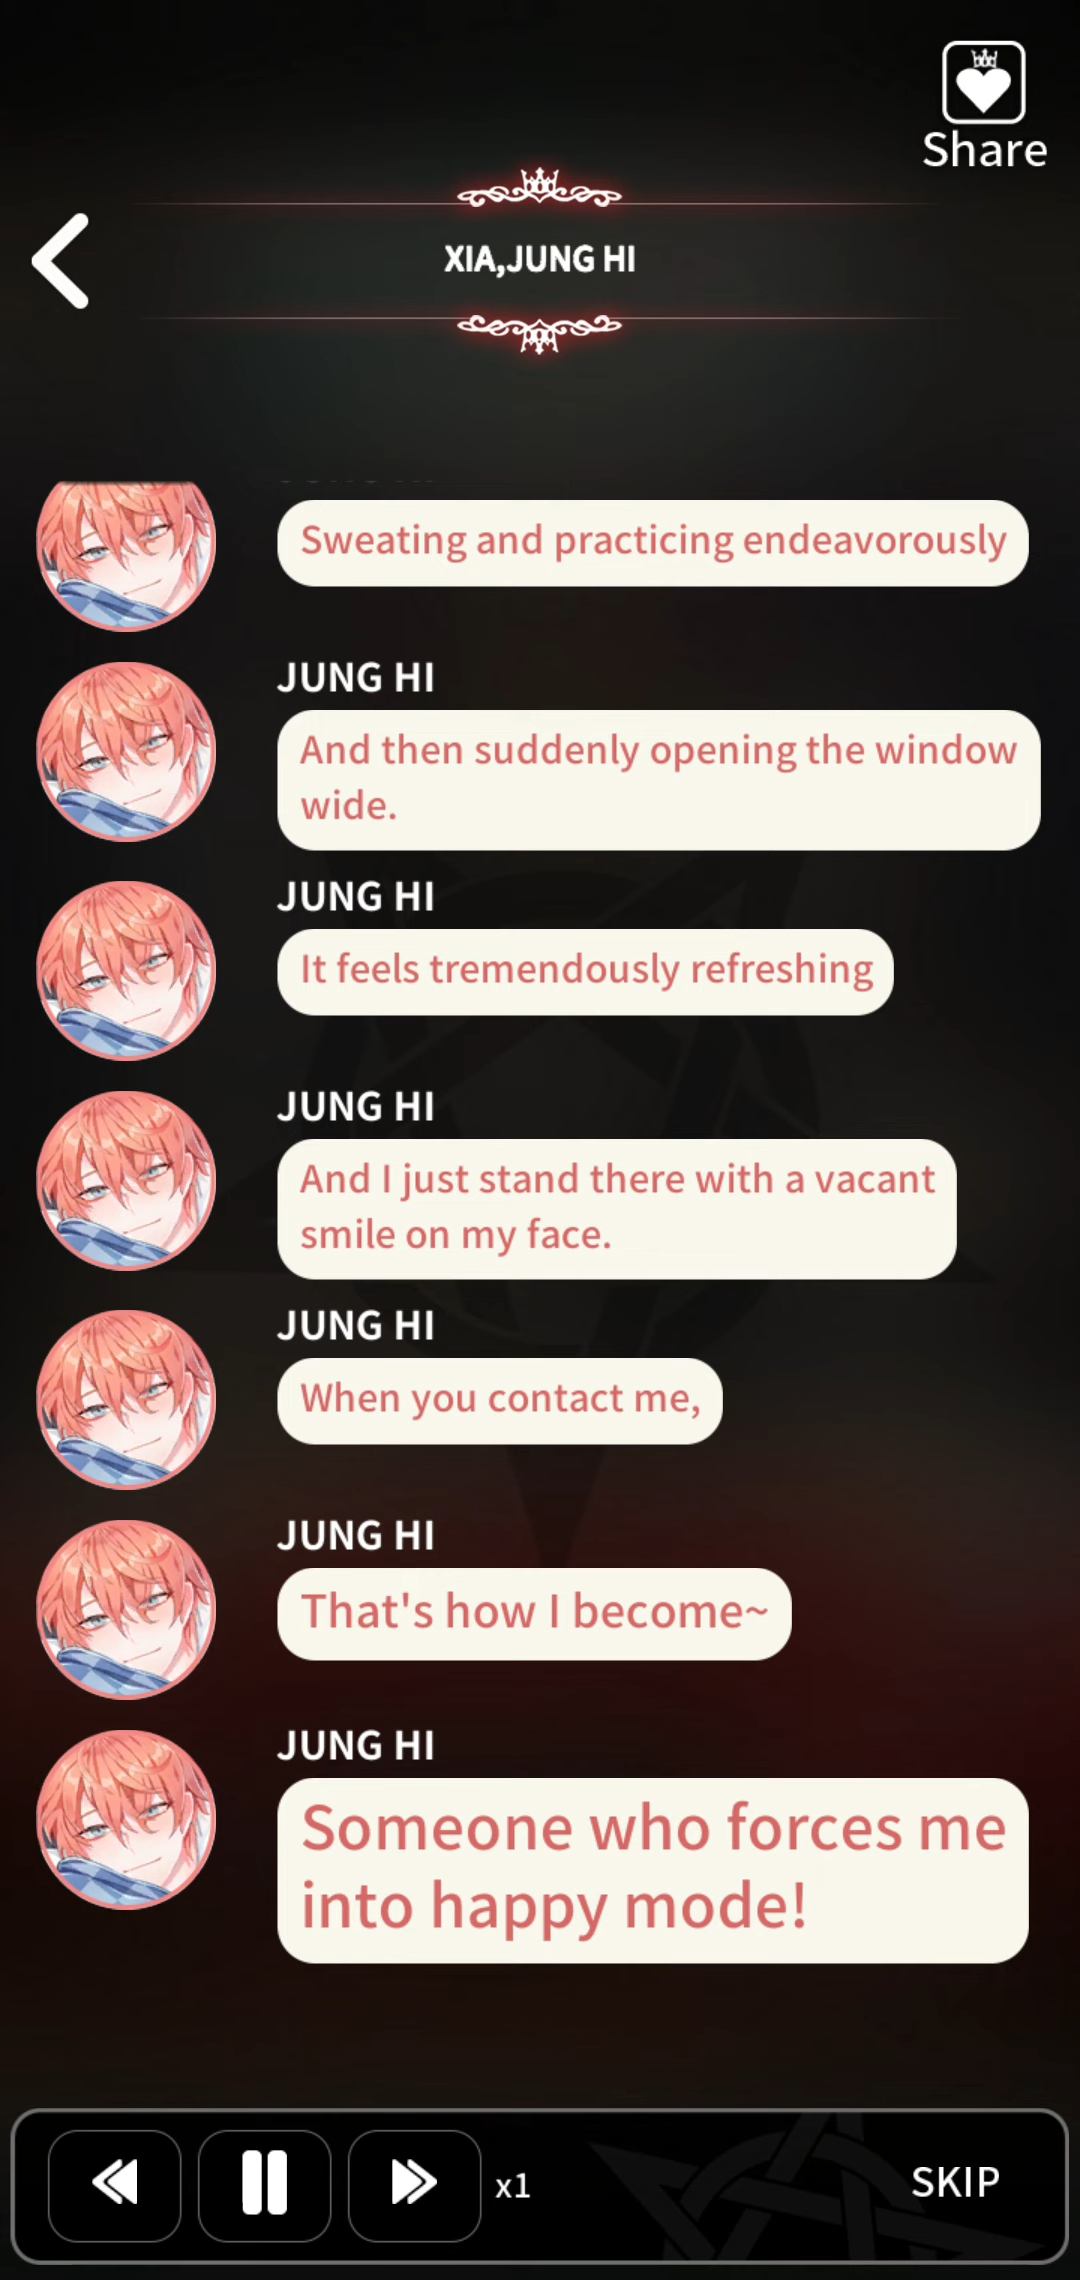 Share
XIA,JUNG HI
Sweating and practicing endeavorously
JUNG HI
And then suddenly opening the window
wide.
JUNG HI
It feels tremendously refreshing
JUNG HI
And I just stand there with a vacant
smile on my face.
JUNG HI
When you contact me,
JUNG HI
That's how I become~
JUNG HI
Someone who forces me
into happy mode!
x1
SKIP